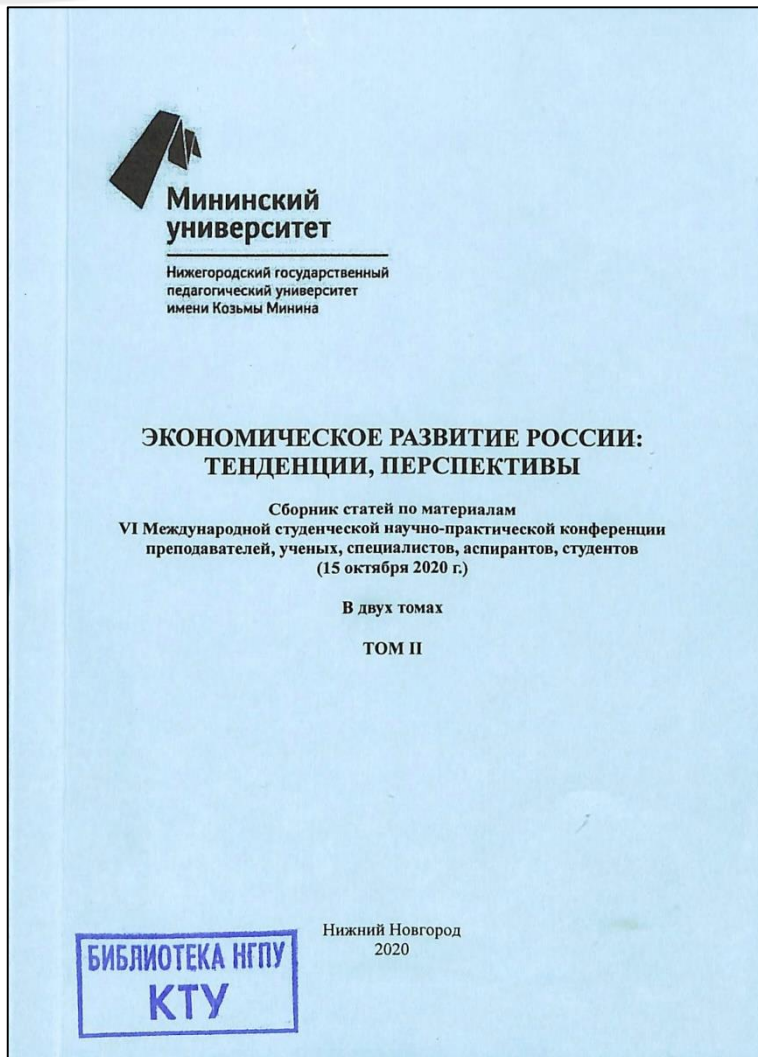 Мининский
университет
Нижегородский государственный
педагогический университет
имени Козьмы Минина
ЭКОНОМИЧЕСКОЕ РАЗВИТИЕ РОССИИ:
ТЕНДЕНЦИИ, ПЕРСПЕКТИВЫ
Сборник статей по материалам
VI Международной студенческой научно-практической конференции
преподавателей, ученых, специалистов, аспирантов, студентов
(15 октября 2020 г.)
В двух томах
ТОМ II
Нижний Новгород
2020
БИБЛИОТЕКА НГПУ
КТУ